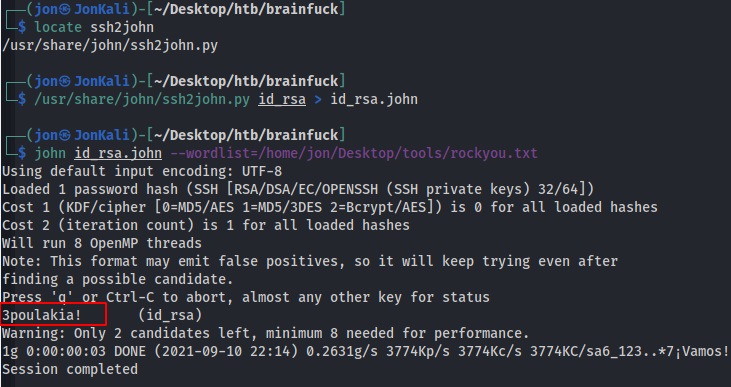 ┌──(jon㉿JonKali)-[~/Desktop/htb/brainfuck]
└─$ locate ssh2john
/usr/share/john/ssh2john.py
┌──(jon㉿JonKali)-[~/Desktop/htb/brainfuck]
└─$ /usr/share/john/ssh2john.py id_rsa > id_rsa.john
┌──(jon㉿JonKali)-[~/Desktop/htb/brainfuck]
└─$ john id_rsa.john --wordlist=/home/jon/Desktop/tools/rockyou.txt
Using default input encoding: UTF-8
Loaded 1 password hash (SSH [RSA/DSA/EC/OPENSSH (SSH private keys) 32/64])
Cost 1 (KDF/cipher [0=MD5/AES 1=MD5/3DES 2=Bcrypt/AES]) is 0 for all loaded hashes
Cost 2 (iteration count) is 1 for all loaded hashes
Will run 8 OpenMP threads
Note: This format may emit false positives, so it will keep trying even after
finding a possible candidate.
Press 'q' or Ctrl-C to abort, almost any other key for status
3poulakia!       (id_rsa)
Warning: Only 2 candidates left, minimum 8 needed for performance.
1g 0:00:00:03 DONE (2021-09-10 22:14) 0.2631g/s 3774Kp/s 3774Kc/s 3774KC/sa6_123..*7¡Vamos!
Session completed